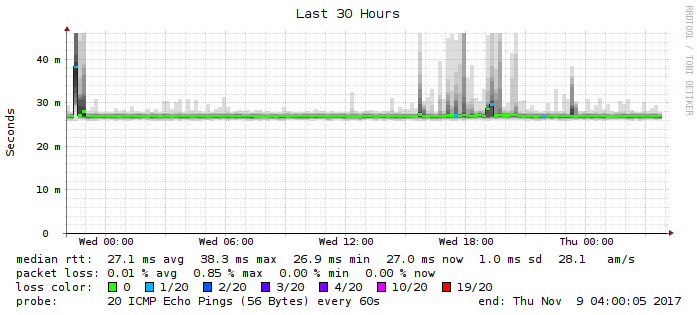 Last 30 Hours
RRDTOOL / TOBI OETIKER
Seconds
40 m
30 m
20 m
10 m
0
Wed 00:00 Wed 06:00 Wed 12:00 Wed 18:00 Thu 00:00
median rtt: 27.1 ms avg 38.3 ms max 26.9 ms min 27.0 ms now 1.0 ms sd 28.1 am/s
packet loss: 0.01 % avg 0.85 % max 0.00 % min 0.00 % now
loss color: 0 1/20 2/20 3/20 4/20 10/20 19/20
probe: 20 ICMP Echo Pings (56 Bytes) every 60s end: Thu Nov 9 04:00:05 2017